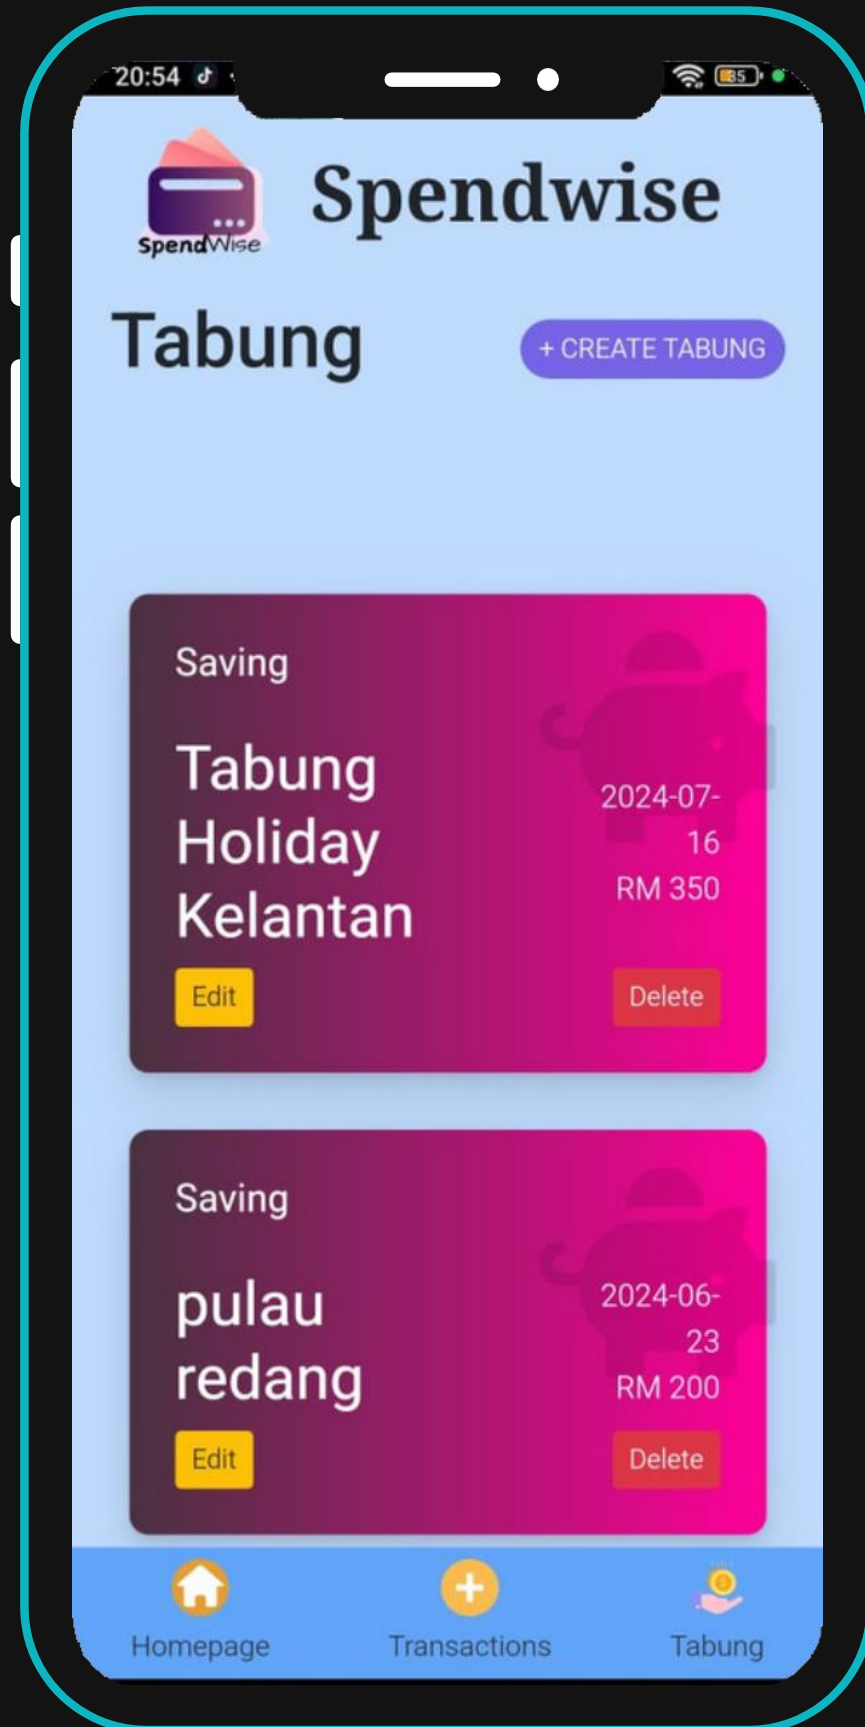 20:54
35
SpendWise
Spendwise
Tabung
+ CREATE TABUNG
Saving
Tabung
Holiday
Kelantan
2024-07-
16
RM 350
Edit
Delete
Saving
pulau
redang
2024-06-
23
RM 200
Edit
Delete
Homepage
Transactions
Tabung